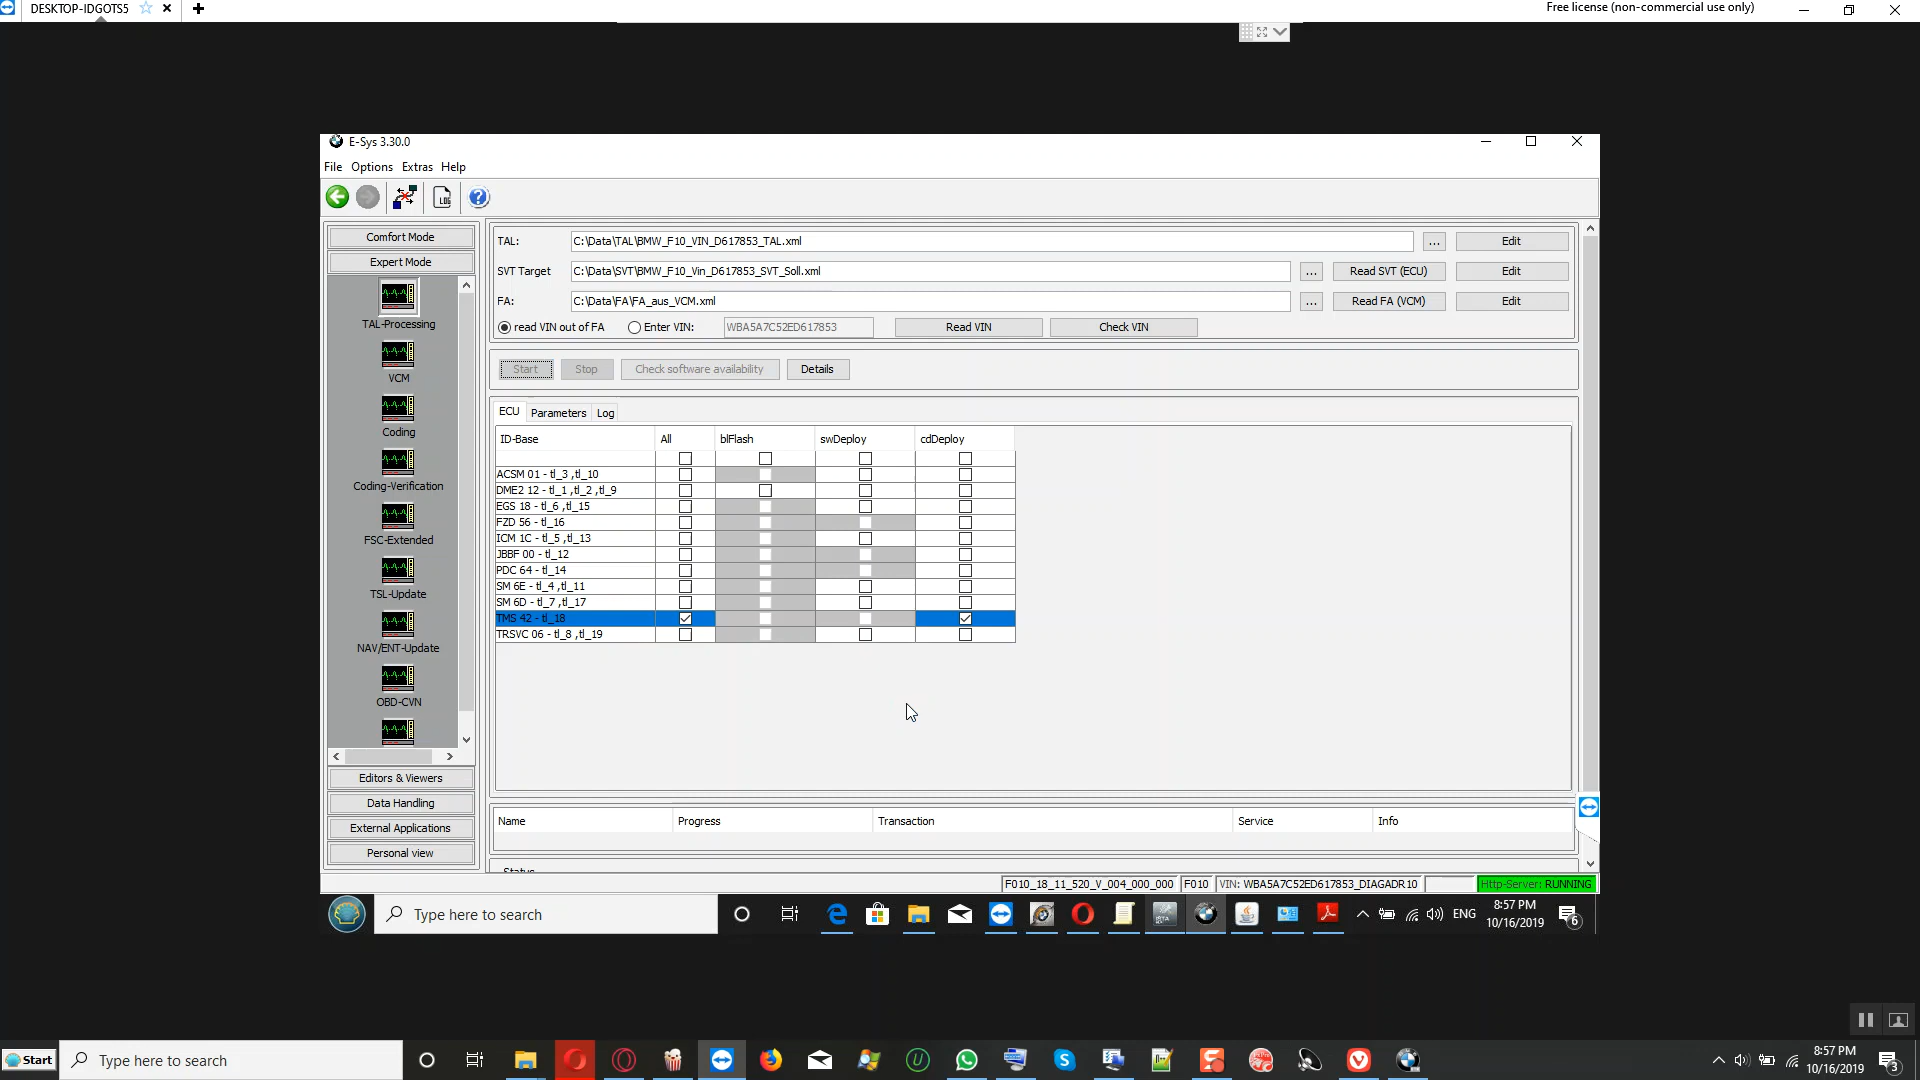 DESKTOP-IDGOTS5
Free license (non-commercial use only)
E-Sys 3.30.0
File Options Extras Help
LOG
Comfort Mode
Expert Mode
TAL-Processing
VCM
Coding
Coding-Verification
FSC-Extended
TSL-Update
NAV/ENT-Update
OBD-CVN
Editors & Viewers
Data Handling
External Applications
Personal view
TAL: C:\Data\TAL\BMW_F10_VIN_D617853_TAL.xml ... Edit
SVT Target C:\Data\SVT\BMW_F10_Vin_D617853_SVT_Soll.xml ... Read SVT (ECU) Edit
FA: C:\Data\FA\FA_aus_VCM.xml ... Read FA (VCM) Edit
read VIN out of FA Enter VIN: WBA5A7C52ED617853 Read VIN Check VIN
Start Stop Check software availability Details
ECU Parameters Log
ID-Base All blFlash swDeploy cdDeploy
ACSM 01 - tl_3 ,tl_10
DME2 12 - tl_1 ,tl_2 ,tl_9
EGS 18 - tl_6 ,tl_15
FZD 56 - tl_16
ICM 1C - tl_5 ,tl_13
JBBF 00 - tl_12
PDC 64 - tl_14
SM 6E - tl_4 ,tl_11
SM 6D - tl_7 ,tl_17
TMS 42 - tl_18
TRSVC 06 - tl_8 ,tl_19
Name Progress Transaction Service Info
Status
F010_18_11_520_V_004_000_000 F010 VIN: WBA5A7C52ED617853_DIAGADR10 Http-Server: RUNNING
Type here to search
ENG
8:57 PM
10/16/2019
6
Start
Type here to search
8:57 PM
10/16/2019
3